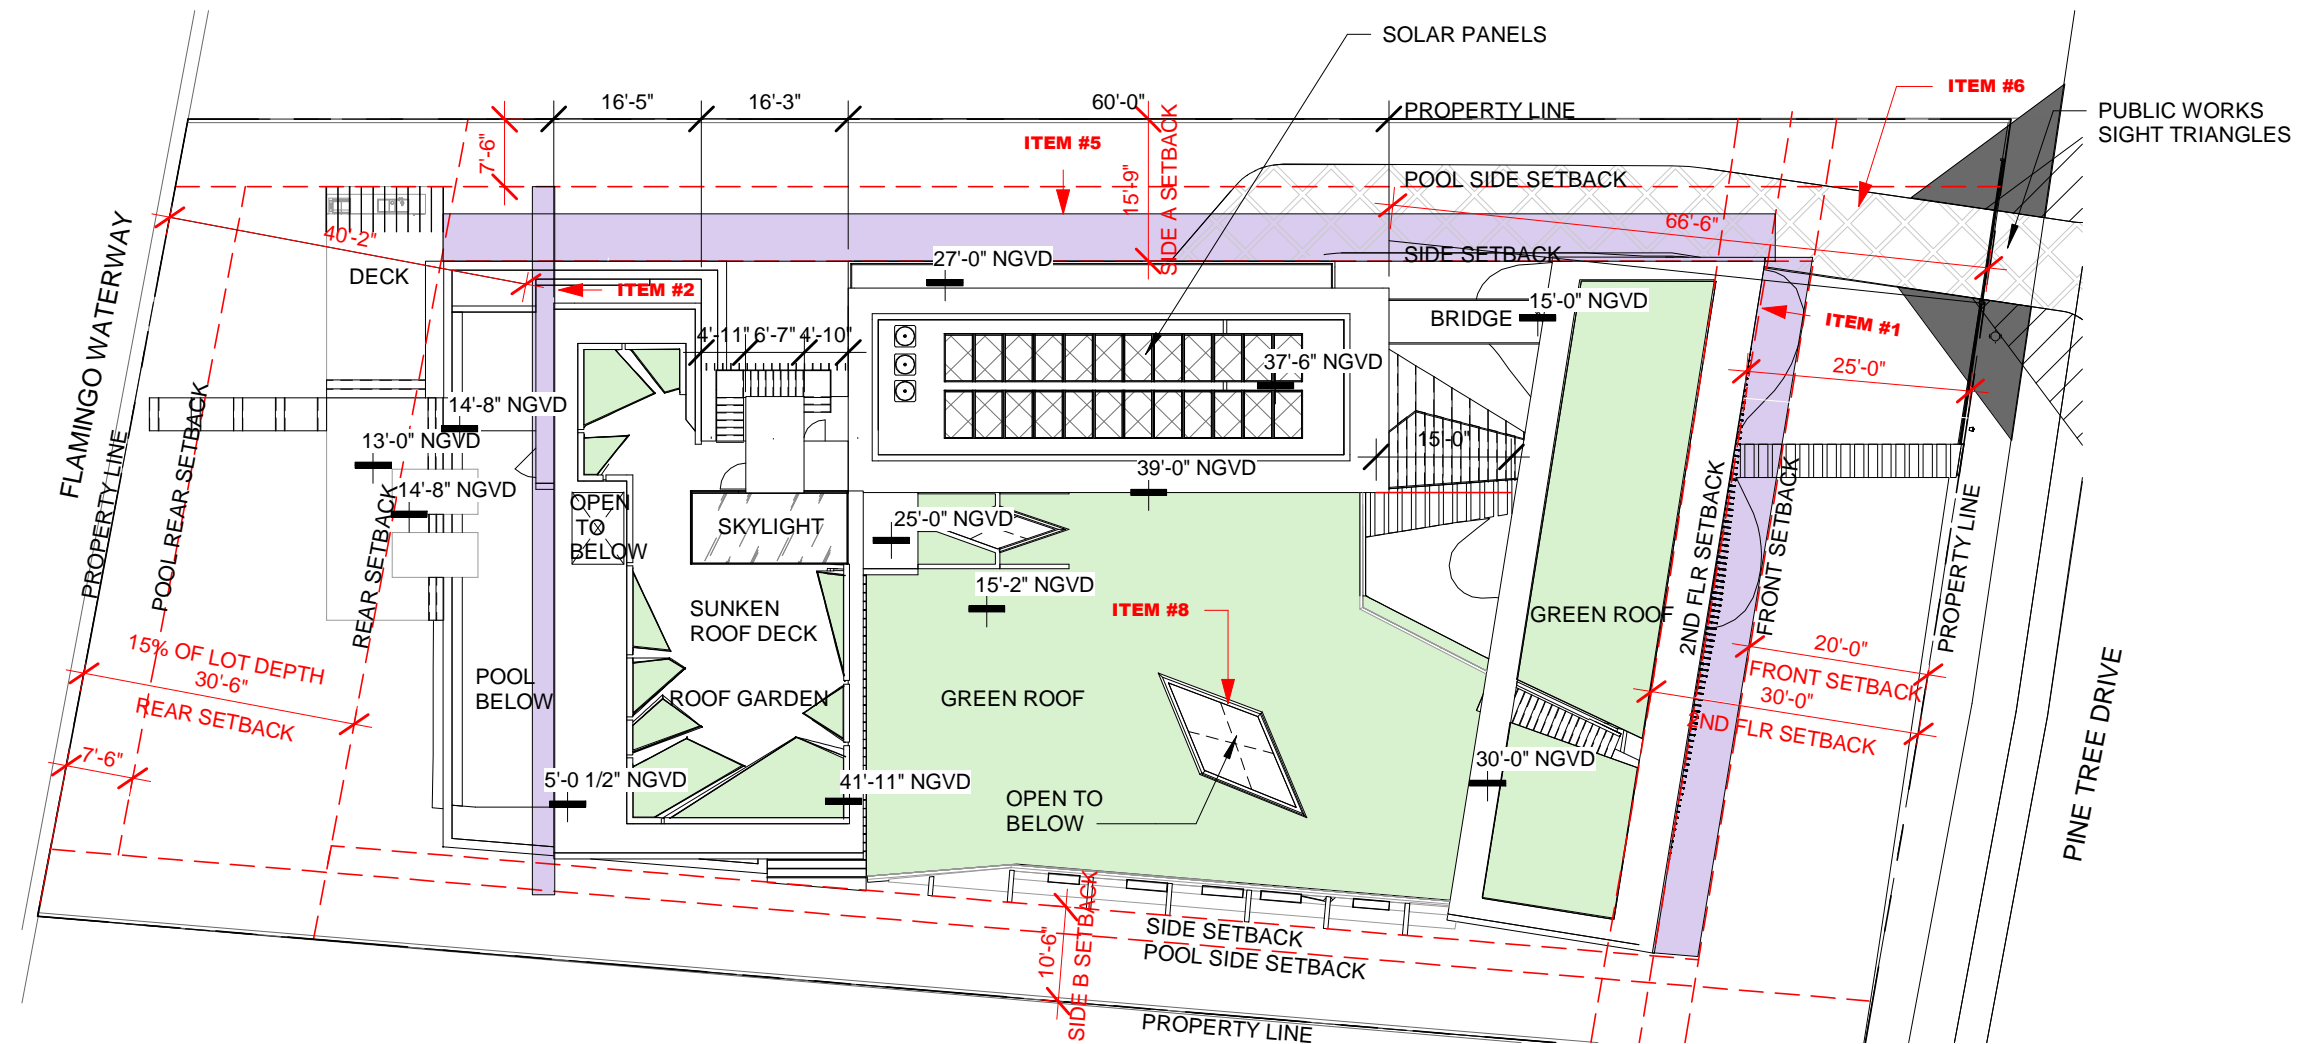 SOLAR PANELS
ITEM #6
PUBLIC WORKS
SIGHT TRIANGLES
16'-5"
16'-3"
60'-0"
PROPERTY LINE
7'-6"
ITEM #5
15'-9"
SIDE A SETBACK
POOL SIDE SETBACK
66'-6"
40'-2"
DECK
27'-0" NGVD
SIDE SETBACK
ITEM #2
15'-0" NGVD
BRIDGE
ITEM #1
4'-11"
6'-7"
4'-10"
37'-6" NGVD
25'-0"
FLAMINGO WATERWAY
PROPERTY LINE
POOL REAR SETBACK
REAR SETBACK
14'-8" NGVD
13'-0" NGVD
14'-8" NGVD
15'-0"
39'-0" NGVD
OPEN
TO
BELOW
SKYLIGHT
25'-0" NGVD
15'-2" NGVD
ITEM #8
SUNKEN
ROOF DECK
GREEN ROOF
2ND FLR SETBACK
FRONT SETBACK
PROPERTY LINE
PINE TREE DRIVE
15% OF LOT DEPTH
30'-6"
REAR SETBACK
7'-6"
POOL
BELOW
ROOF GARDEN
GREEN ROOF
20'-0"
FRONT SETBACK
30'-0"
2ND FLR SETBACK
5'-0 1/2" NGVD
41'-11" NGVD
30'-0" NGVD
OPEN TO
BELOW
10'-6"
SIDE B SETBACK
SIDE SETBACK
POOL SIDE SETBACK
PROPERTY LINE